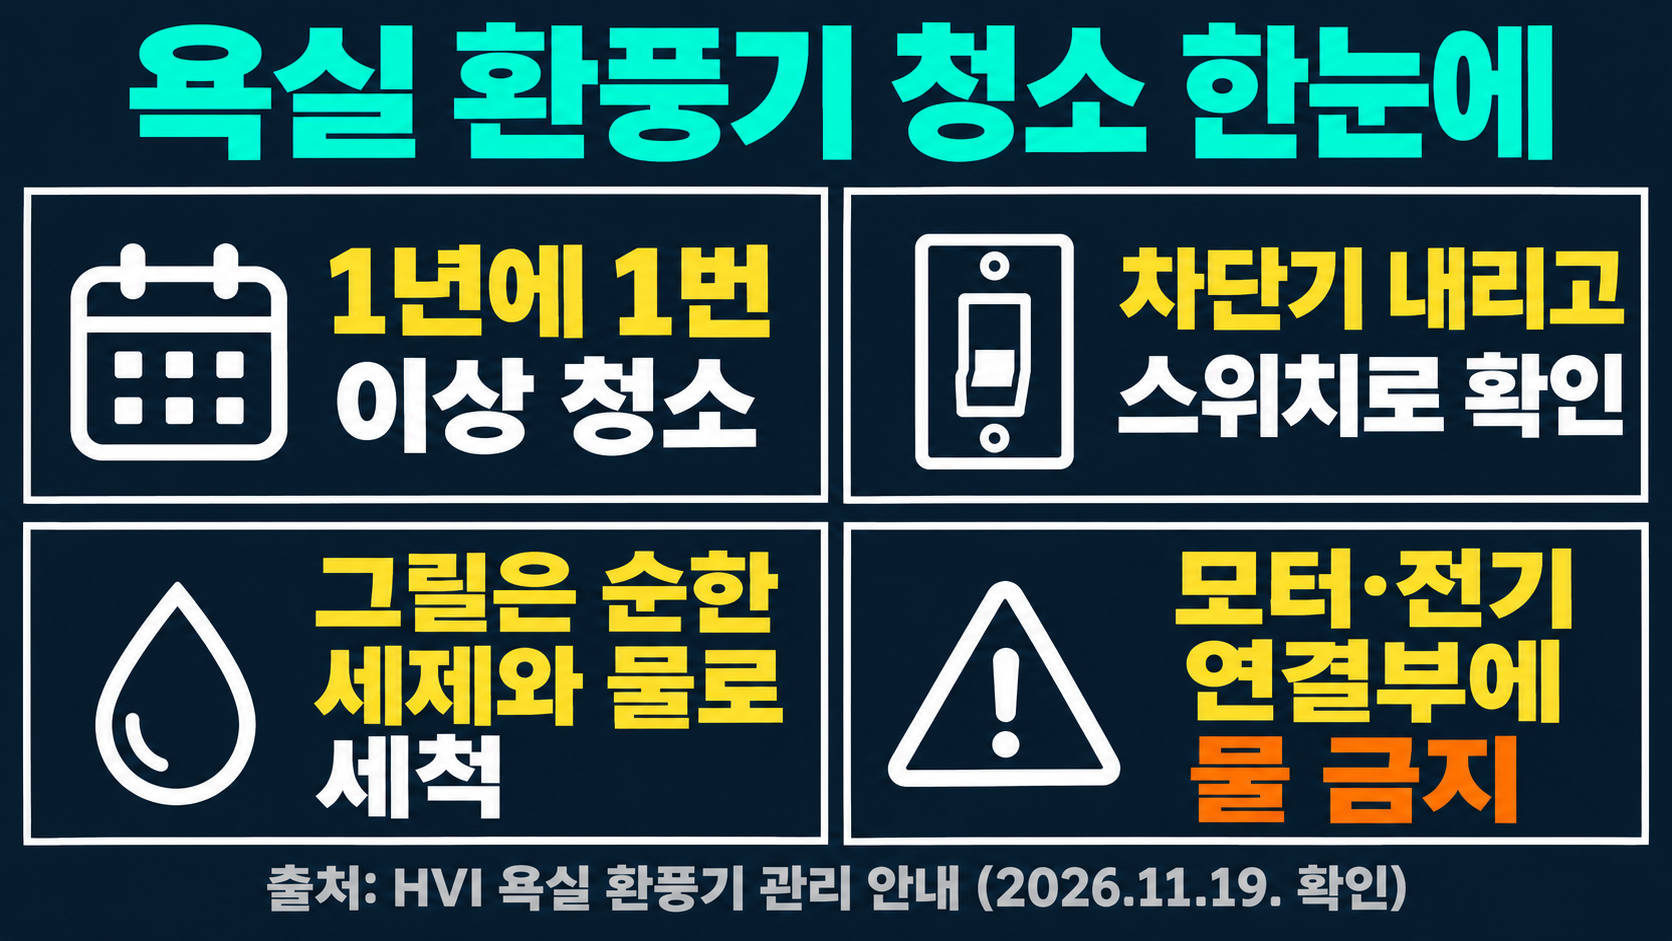 욕실 환풍기 청소 한눈에
1년에 1번
이상 청소
차단기 내리고
스위치로 확인
그릴은 순한
세제와 물로
세척
모터·전기
연결부에
물 금지
출처: HVI 욕실 환풍기 관리 안내 (2026.11.19. 확인)